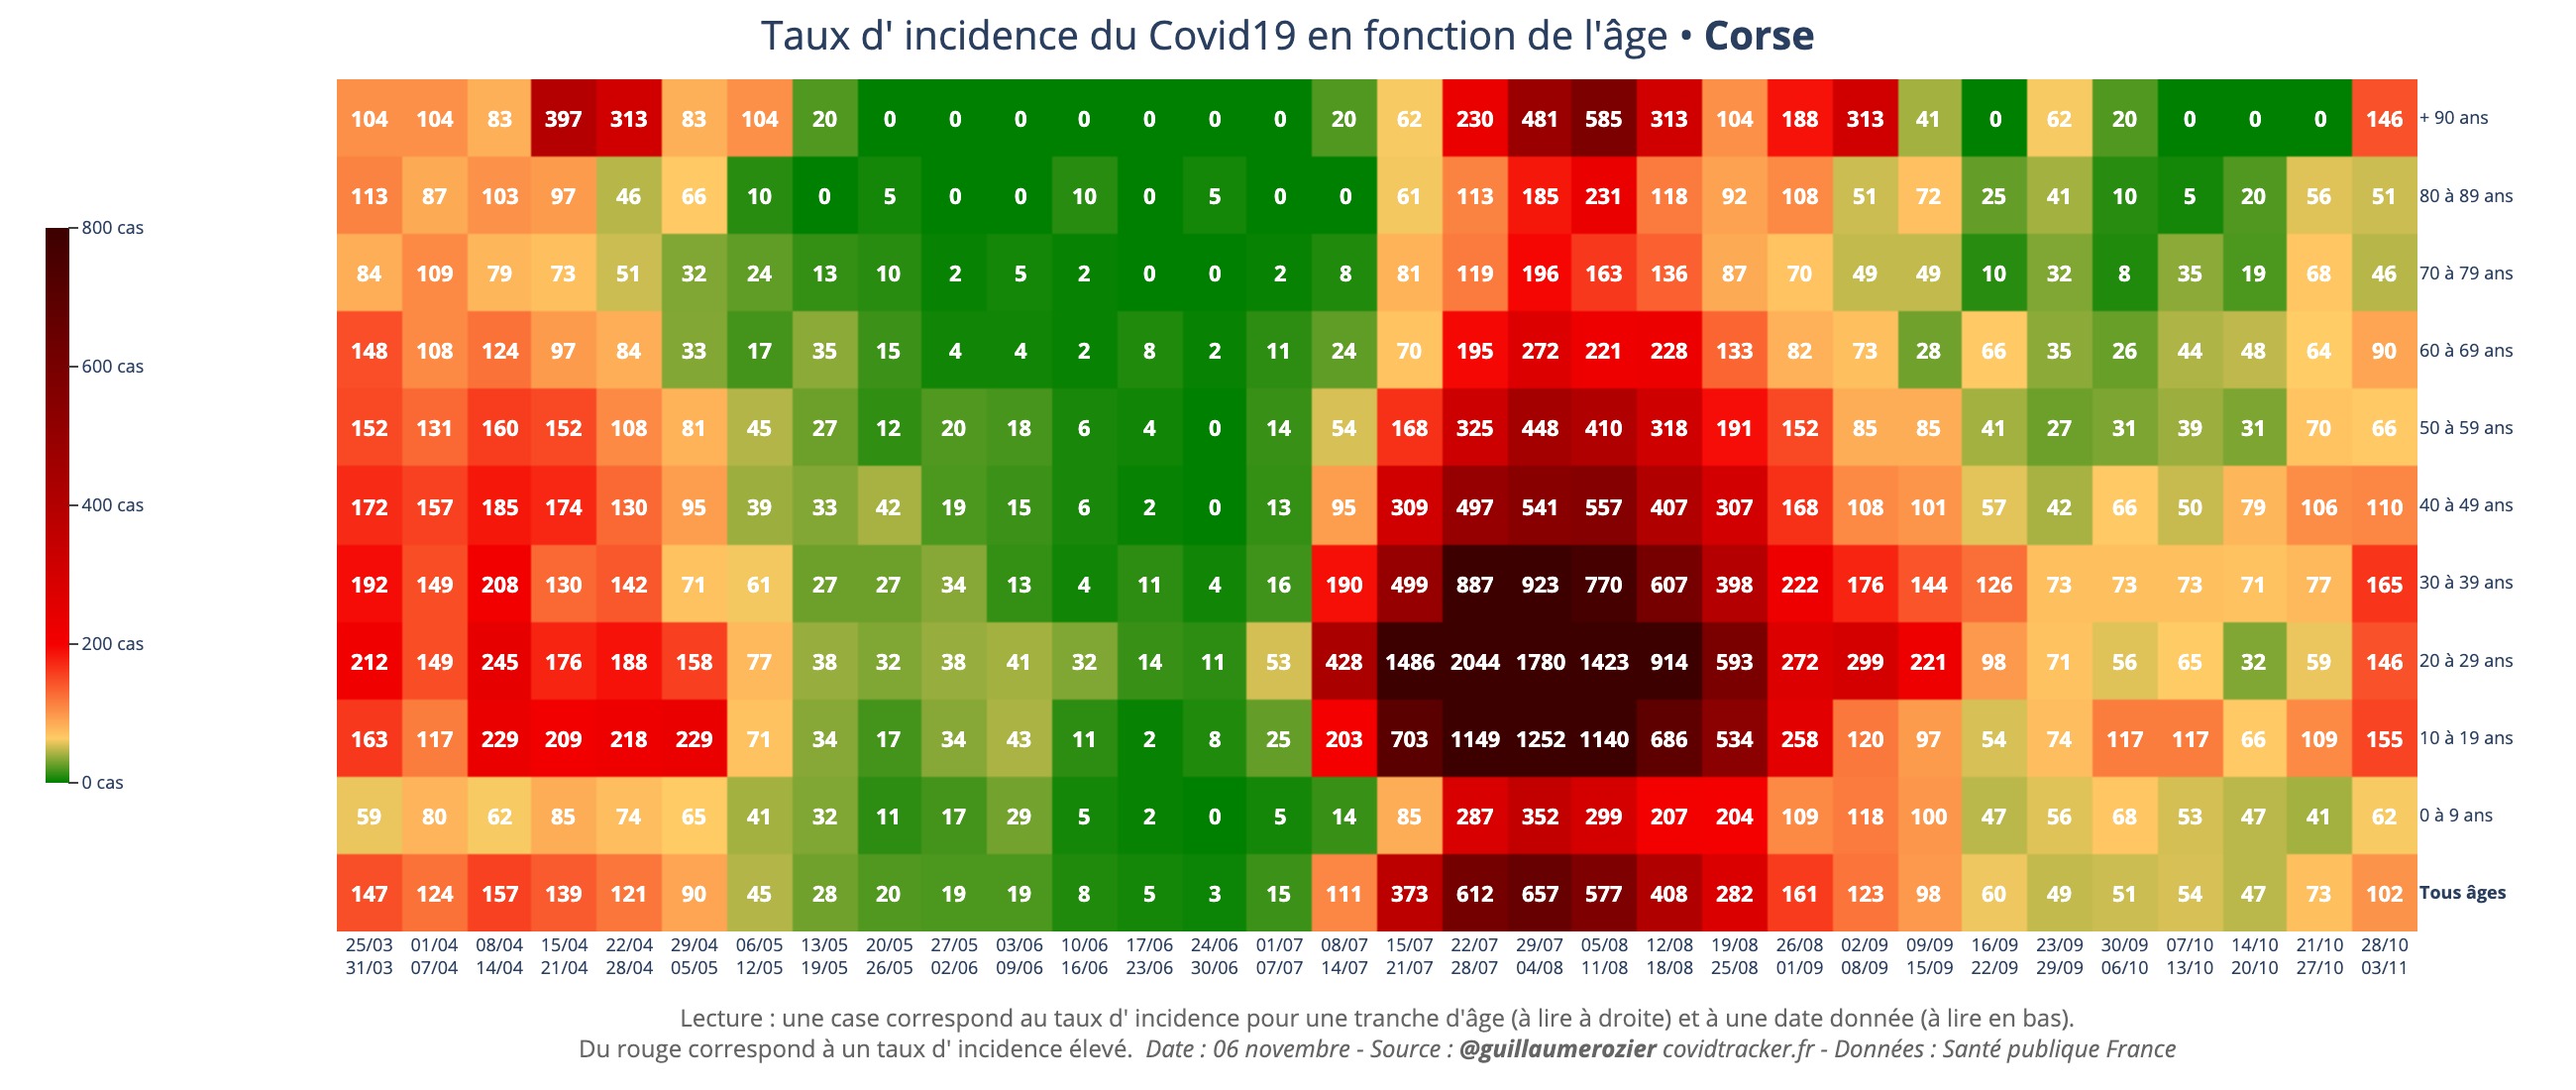 Taux d' incidence du Covid19 en fonction de l'âge • Corse
104 104 83 397 313 83 104 20 0 0 0 0 0 0 0 20 62 230 481 585 313 104 188 313 41 0 62 20 0 0 0 146 + 90 ans
113 87 103 97 46 66 10 0 5 0 0 10 0 5 0 0 61 113 185 231 118 92 108 51 72 25 41 10 5 20 56 51 80 à 89 ans
800 cas
84 109 79 73 51 32 24 13 10 2 5 2 0 0 2 8 81 119 196 163 136 87 70 49 49 10 32 8 35 19 68 46 70 à 79 ans
148 108 124 97 84 33 17 35 15 4 4 2 8 2 11 24 70 195 272 221 228 133 82 73 28 66 35 26 44 48 64 90 60 à 69 ans
600 cas
152 131 160 152 108 81 45 27 12 20 18 6 4 0 14 54 168 325 448 410 318 191 152 85 85 41 27 31 39 31 70 66 50 à 59 ans
400 cas
172 157 185 174 130 95 39 33 42 19 15 6 2 0 13 95 309 497 541 557 407 307 168 108 101 57 42 66 50 79 106 110 40 à 49 ans
192 149 208 130 142 71 61 27 27 34 13 4 11 4 16 190 499 887 923 770 607 398 222 176 144 126 73 73 73 71 77 165 30 à 39 ans
200 cas
212 149 245 176 188 158 77 38 32 38 41 32 14 11 53 428 1486 2044 1780 1423 914 593 272 299 221 98 71 56 65 32 59 146 20 à 29 ans
163 117 229 209 218 229 71 34 17 34 43 11 2 8 25 203 703 1149 1252 1140 686 534 258 120 97 54 74 117 117 66 109 155 10 à 19 ans
0 cas
59 80 62 85 74 65 41 32 11 17 29 5 2 0 5 14 85 287 352 299 207 204 109 118 100 47 56 68 53 47 41 62 0 à 9 ans
147 124 157 139 121 90 45 28 20 19 19 8 5 3 15 111 373 612 657 577 408 282 161 123 98 60 49 51 54 47 73 102 Tous âges
25/03 01/04 08/04 15/04 22/04 29/04 06/05 13/05 20/05 27/05 03/06 10/06 17/06 24/06 01/07 08/07 15/07 22/07 29/07 05/08 12/08 19/08 26/08 02/09 09/09 16/09 23/09 30/09 07/10 14/10 21/10 28/10
31/03 07/04 14/04 21/04 28/04 05/05 12/05 19/05 26/05 02/06 09/06 16/06 23/06 30/06 07/07 14/07 21/07 28/07 04/08 11/08 18/08 25/08 01/09 08/09 15/09 22/09 29/09 06/10 13/10 20/10 27/10 03/11
Lecture : une case correspond au taux d' incidence pour une tranche d'âge (à lire à droite) et à une date donnée (à lire en bas).
Du rouge correspond à un taux d' incidence élevé. Date : 06 novembre - Source : @guillaumerozier covidtracker.fr - Données : Santé publique France